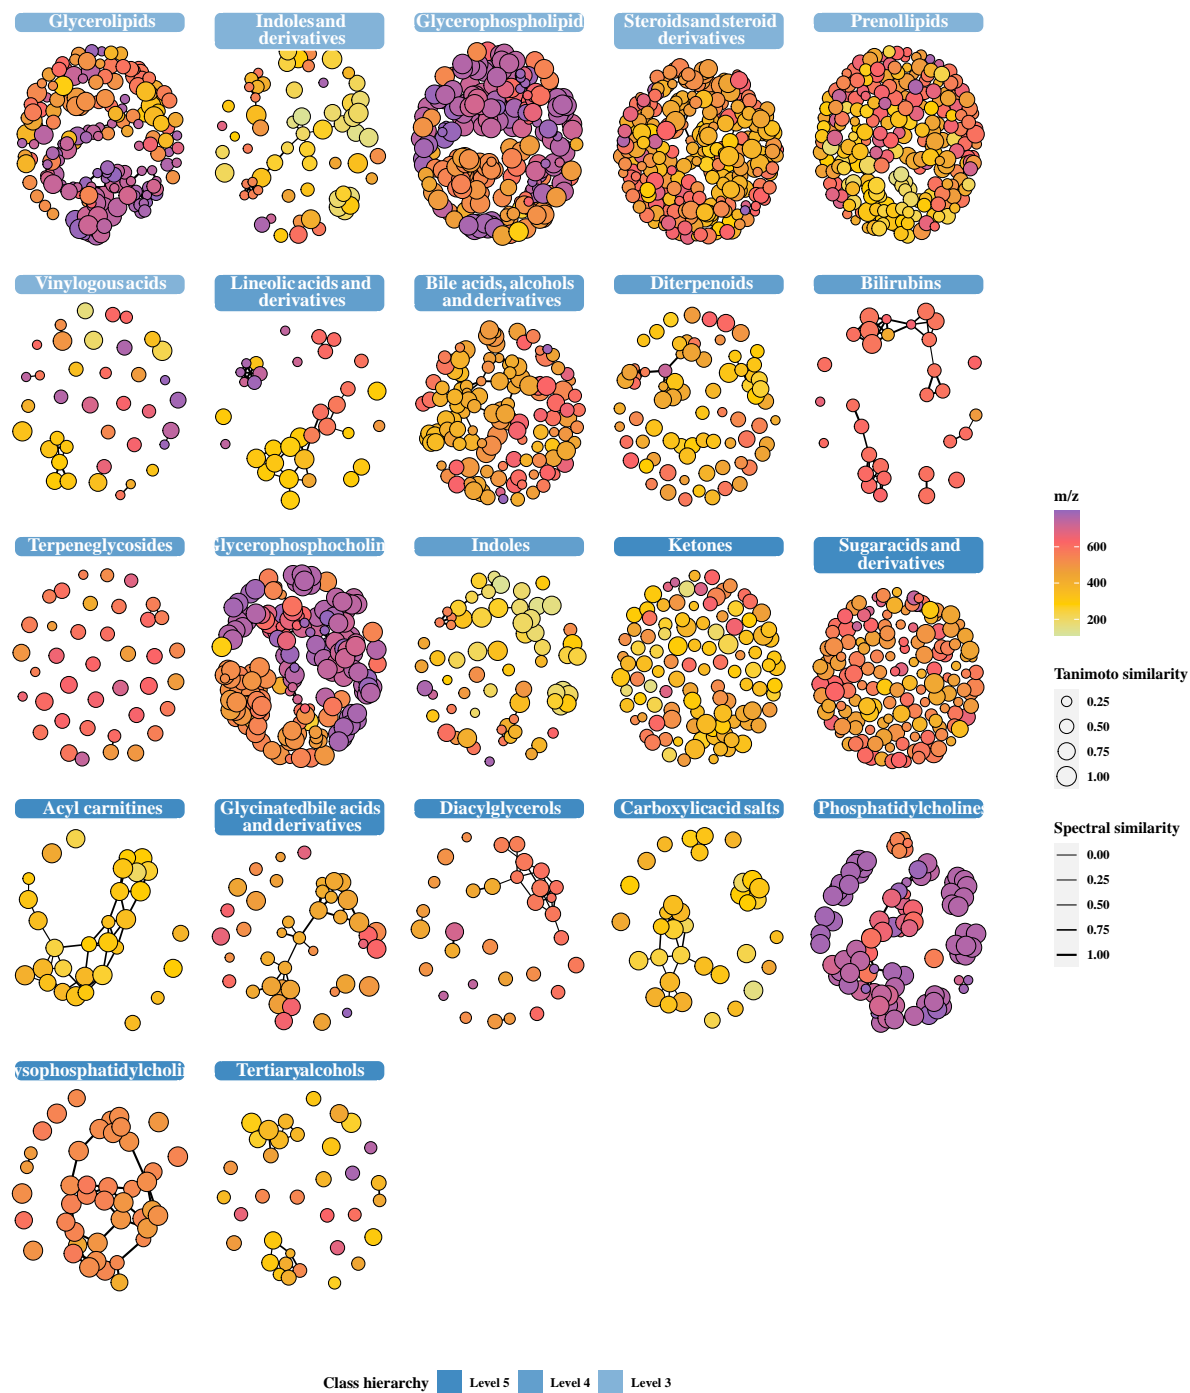 Glycerolipids
Indoles and
derivatives
Glycerophospholipid
Steroids and steroid
derivatives
Prenol lipids
Vinylogous acids
Lineolic acids and
derivatives
Bile acids, alcohols
and derivatives
Diterpenoids
Bilirubins
Terpene glycosides
Glycerophosphocholin
Indoles
Ketones
Sugar acids and
derivatives
Acyl carnitines
Glycinated bile acids
and derivatives
Diacylglycerols
Carboxylic acid salts
Phosphatidylcholines
ysophosphatidylcholin
Tertiary alcohols
m/z
600
400
200
Tanimoto similarity
0.25
0.50
0.75
1.00
Spectral similarity
0.00
0.25
0.50
0.75
1.00
Class hierarchy Level 5 Level 4 Level 3